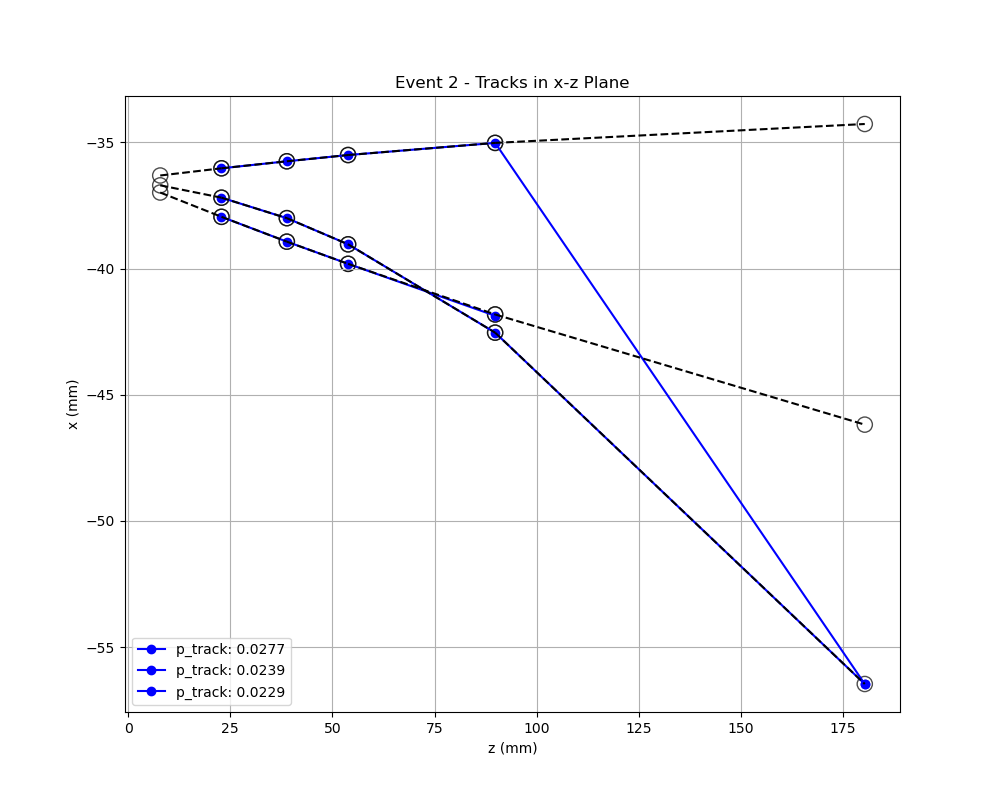 Event 2 - Tracks in x-z Plane
x (mm)
−35
−40
−45
−50
−55
p_track: 0.0277
p_track: 0.0239
p_track: 0.0229
0 25 50 75 100 125 150 175
z (mm)